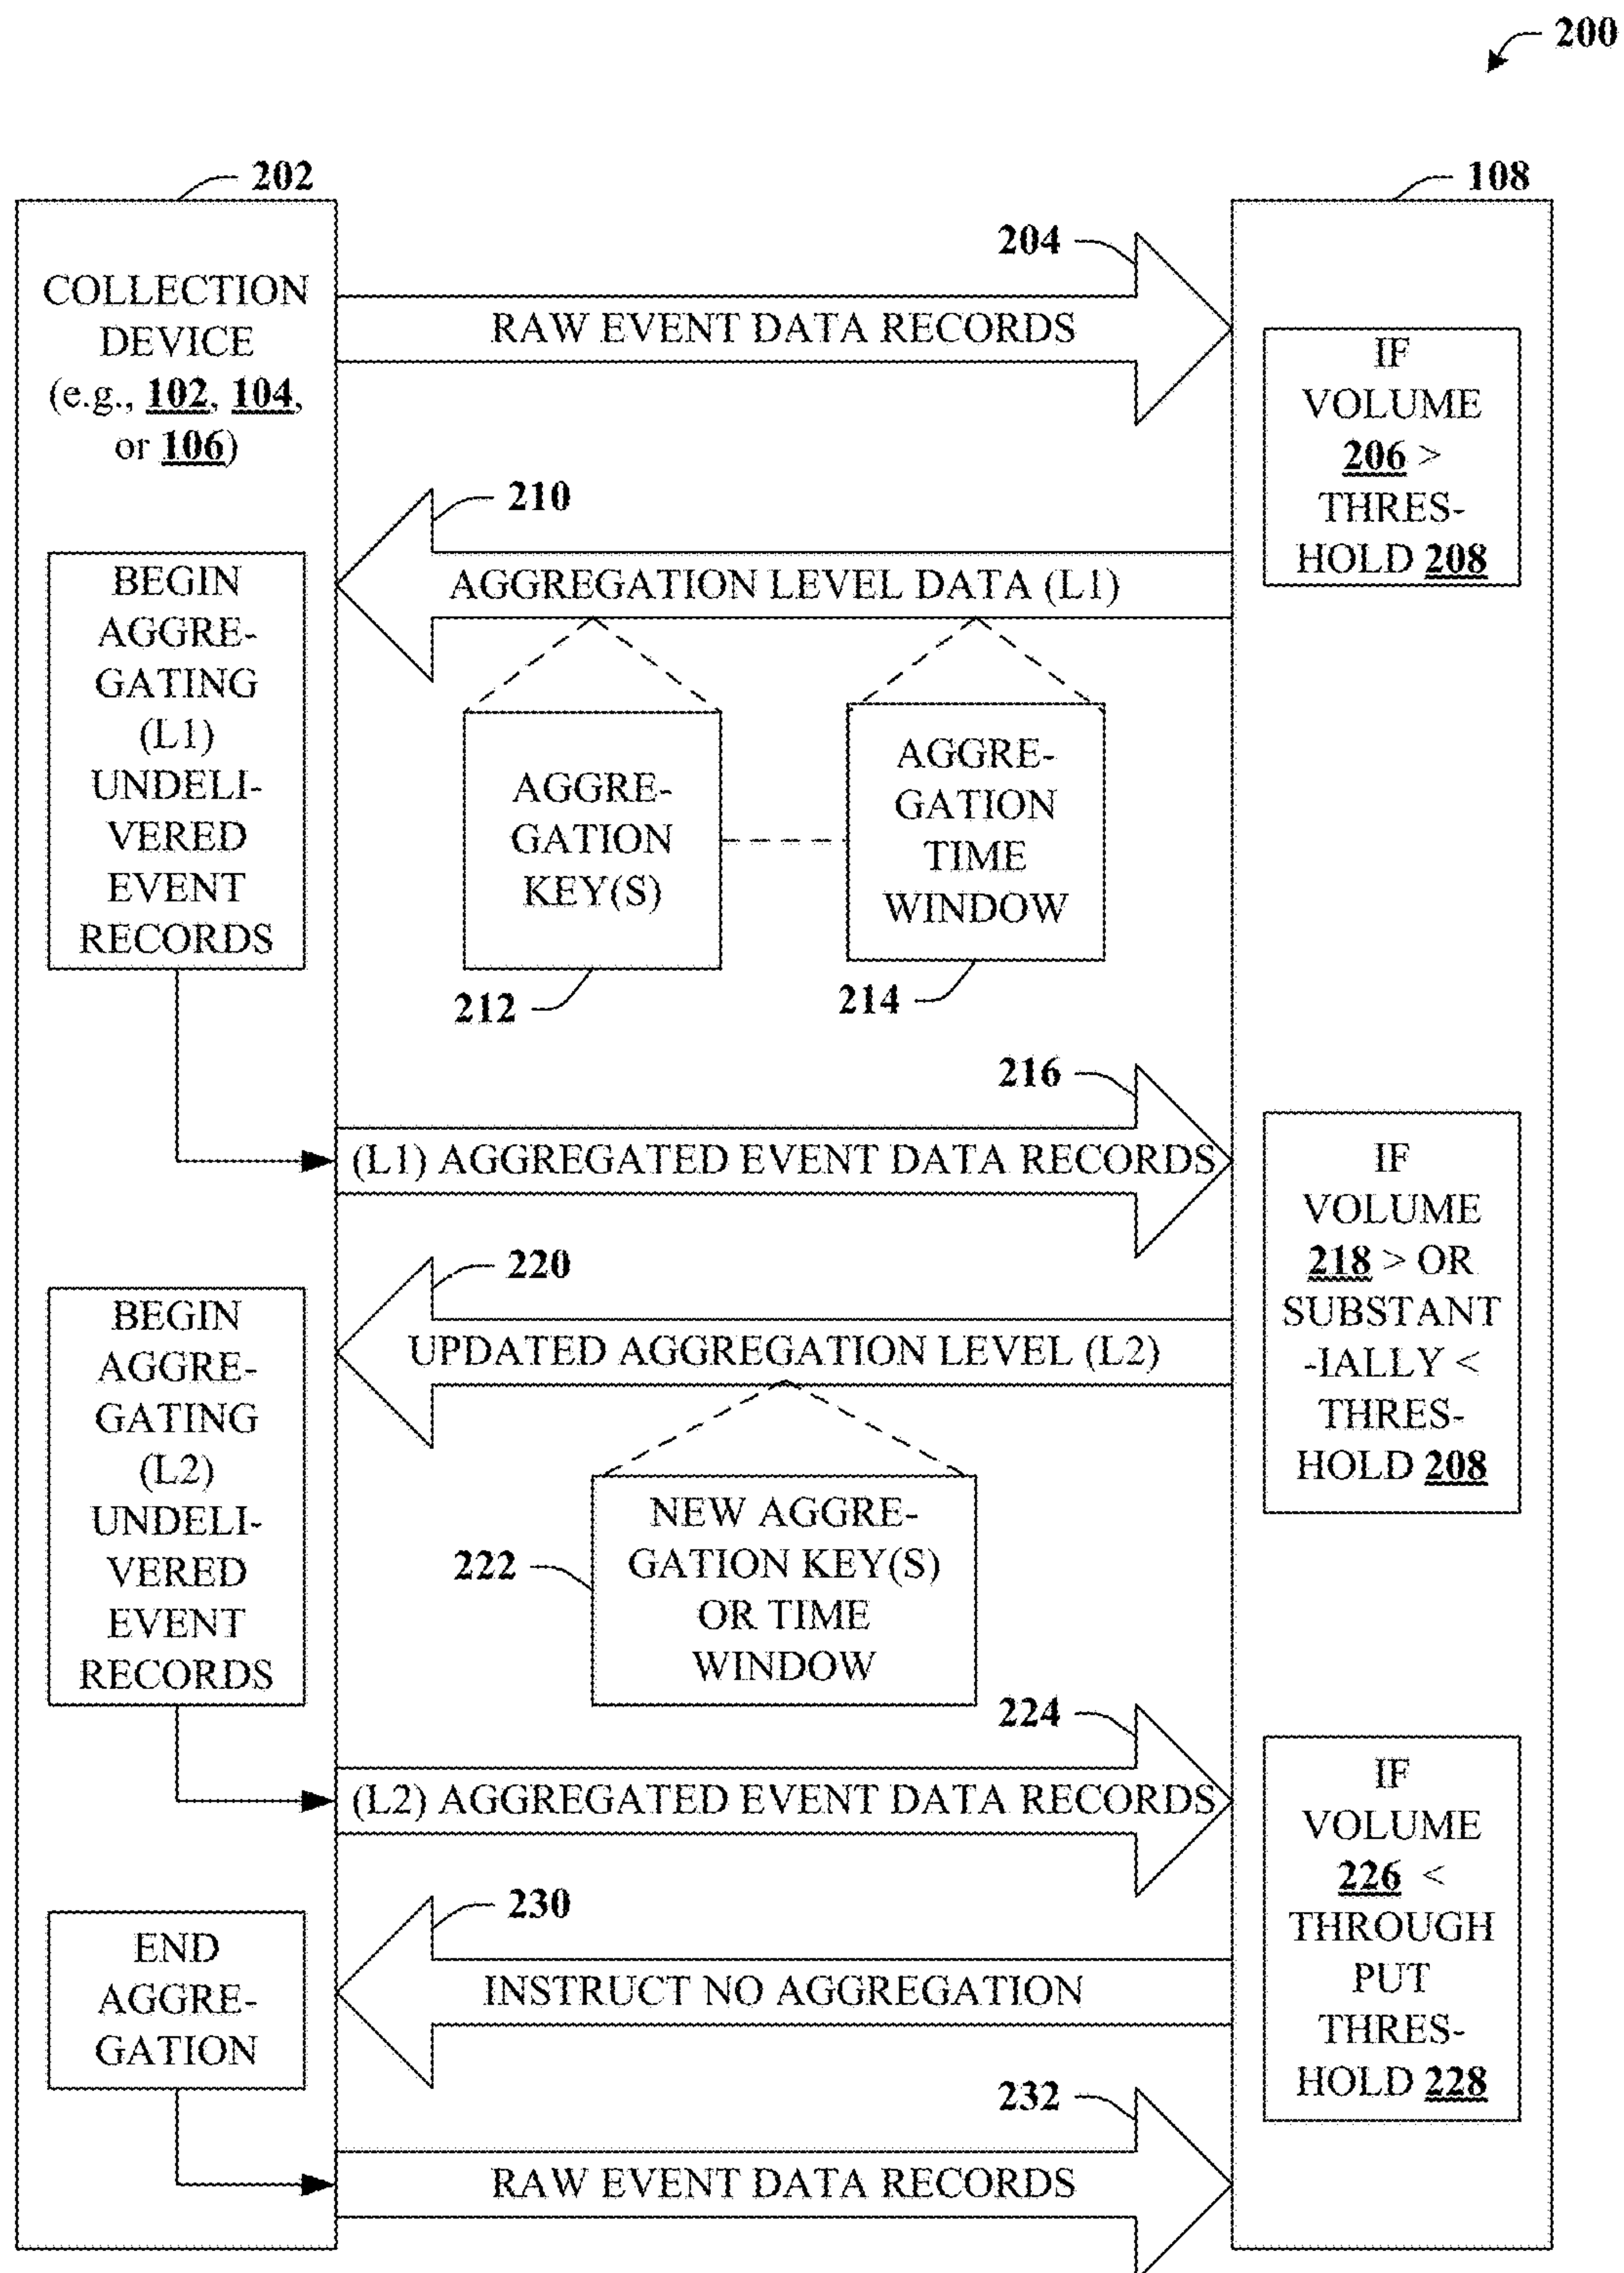 200
202
108
COLLECTION
DEVICE
(e.g., 102, 104,
or 106)
204
RAW EVENT DATA RECORDS
IF
VOLUME
206 >
THRES-
HOLD 208
210
AGGREGATION LEVEL DATA (L1)
BEGIN
AGGRE-
GATING
(L1)
UNDELI-
VERED
EVENT
RECORDS
AGGRE-
GATION
KEY(S)
212
AGGRE-
GATION
TIME
WINDOW
214
216
(L1) AGGREGATED EVENT DATA RECORDS
IF
VOLUME
218 > OR
SUBSTANT
-IALLY <
THRES-
HOLD 208
220
UPDATED AGGREGATION LEVEL (L2)
BEGIN
AGGRE-
GATING
(L2)
UNDELI-
VERED
EVENT
RECORDS
222
NEW AGGRE-
GATION KEY(S)
OR TIME
WINDOW
224
(L2) AGGREGATED EVENT DATA RECORDS
IF
VOLUME
226 <
THROUGH
PUT
THRES-
HOLD 228
230
INSTRUCT NO AGGREGATION
END
AGGRE-
GATION
232
RAW EVENT DATA RECORDS